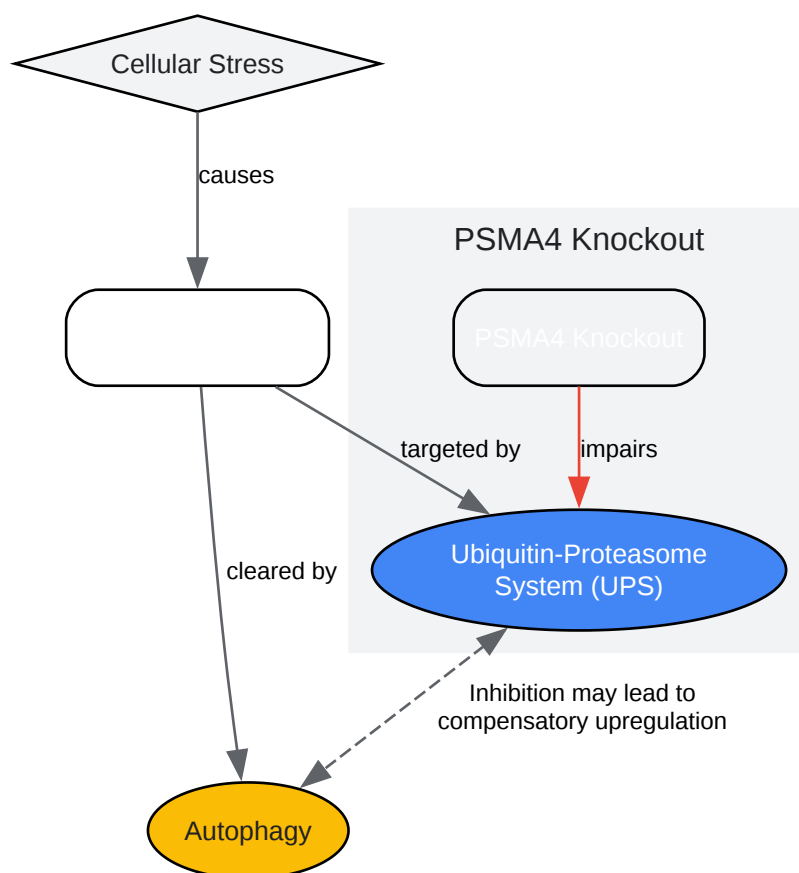 Cellular Stress
causes
PSMA4 Knockout
PSMA4 Knockout
targeted by
impairs
Ubiquitin-Proteasome
System (UPS)
cleared by
Inhibition may lead to
compensatory upregulation
Autophagy